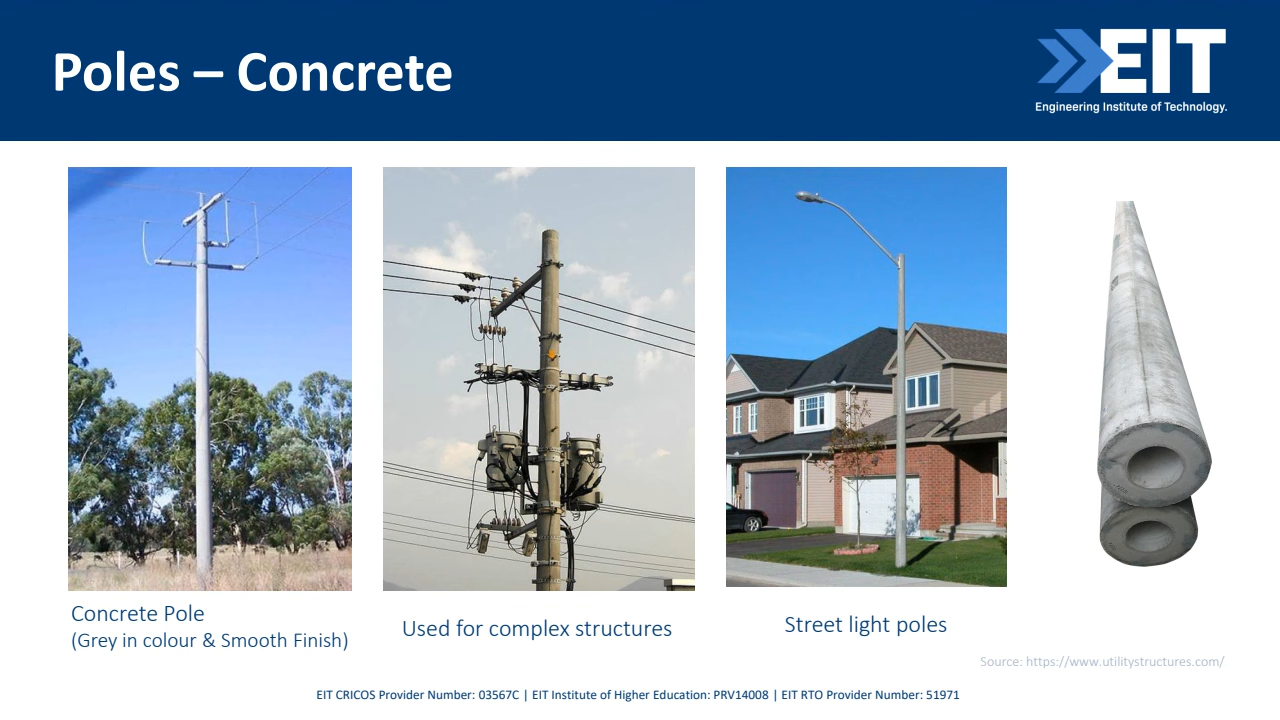 Poles – Concrete
EIT
Engineering Institute of Technology.
Concrete Pole
(Grey in colour & Smooth Finish)
Used for complex structures
Street light poles
Source: https://www.utilitystructures.com/
EIT CRICOS Provider Number: 03567C | EIT Institute of Higher Education: PRV14008 | EIT RTO Provider Number: 51971